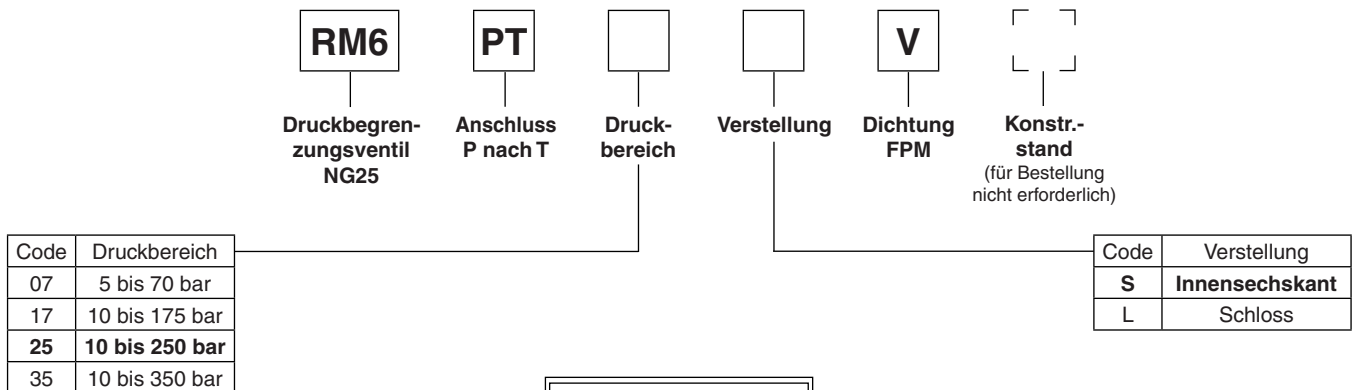 RM6 PT V
Druckbegren-
zungsventil
NG25
Anschluss
P nach T
Druck-
bereich
Verstellung
Dichtung
FPM
Konstr.-
stand
(für Bestellung
nicht erforderlich)
Code Druckbereich
07 5 bis 70 bar
17 10 bis 175 bar
25 10 bis 250 bar
35 10 bis 350 bar
Code Verstellung
S Innensechskant
L Schloss